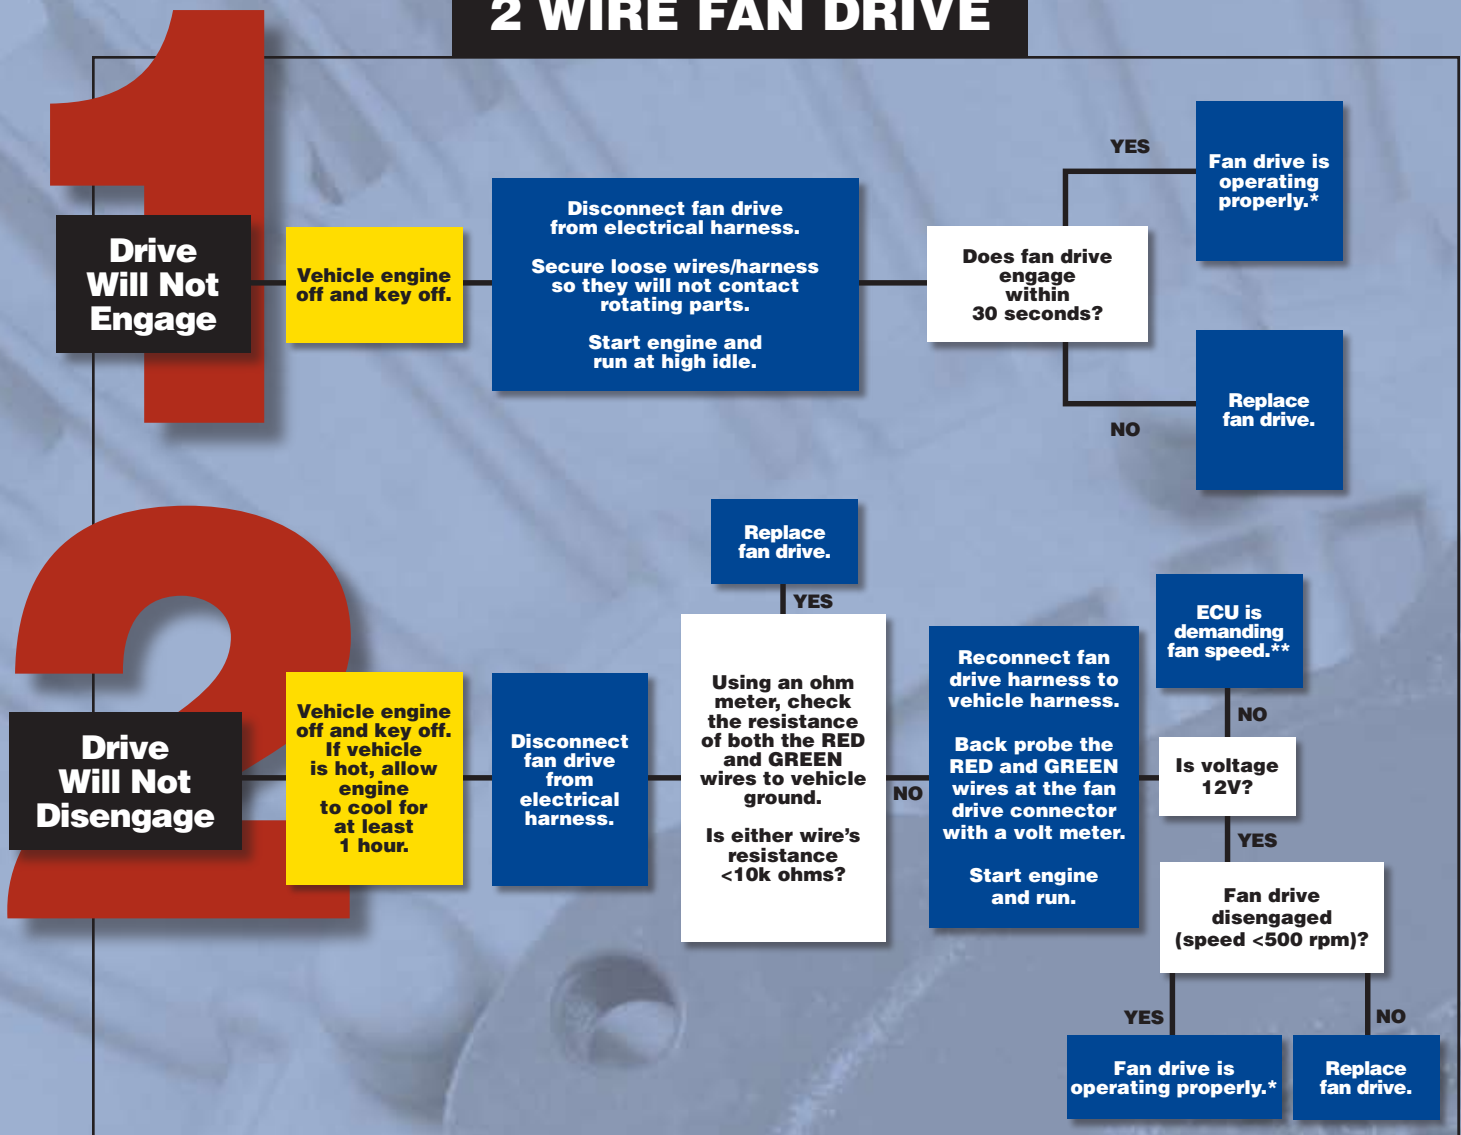 2 WIRE FAN DRIVE
1
Drive
Will Not
Engage
Vehicle engine
off and key off.
Disconnect fan drive
from electrical harness.
Secure loose wires/harness
so they will not contact
rotating parts.
Start engine and
run at high idle.
Does fan drive
engage
within
30 seconds?
YES
Fan drive is
operating
properly.*
NO
Replace
fan drive.
2
Drive
Will Not
Disengage
Vehicle engine
off and key off.
If vehicle
is hot, allow
engine
to cool for
at least
1 hour.
Disconnect
fan drive
from
electrical
harness.
Using an ohm
meter, check
the resistance
of both the RED
and GREEN
wires to vehicle
ground.
Is either wire's
resistance
<10k ohms?
YES
Replace
fan drive.
NO
Reconnect fan
drive harness to
vehicle harness.
Back probe the
RED and GREEN
wires at the fan
drive connector
with a volt meter.
Start engine
and run.
Is voltage
12V?
NO
ECU is
demanding
fan speed.**
YES
Fan drive
disengaged
(speed <500 rpm)?
YES
Fan drive is
operating properly.*
NO
Replace
fan drive.